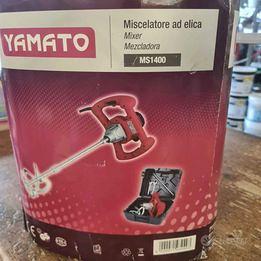 YAMATO
Miscelatore ad elica
Mixer
Mezcladora
MS1400